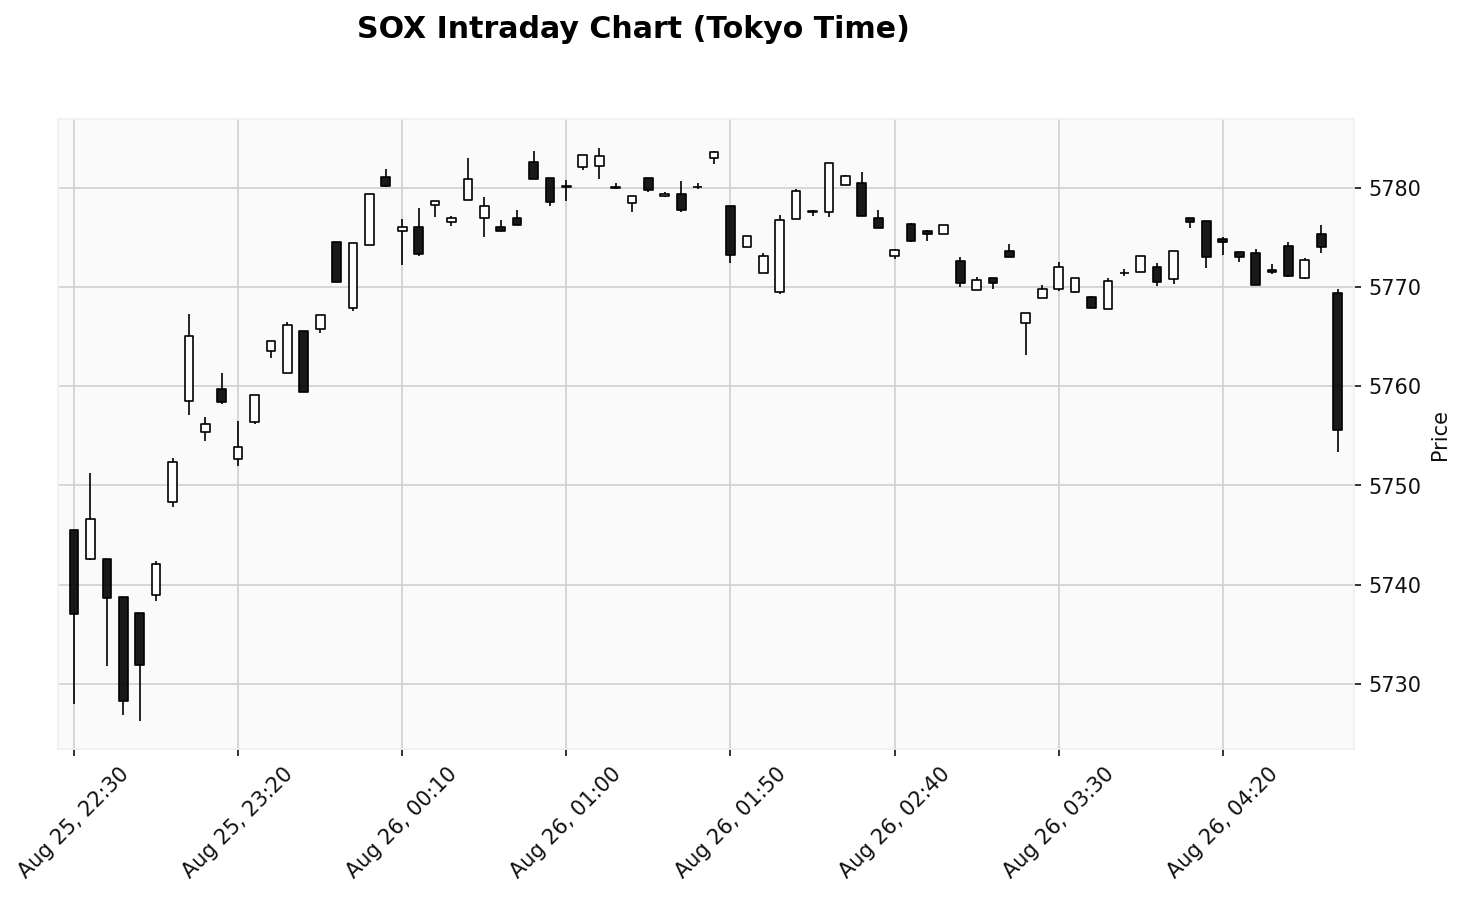 SOX Intraday Chart (Tokyo Time)
5780
5770
5760
5750
5740
5730
Price
Aug 25, 22:30
Aug 25, 23:20
Aug 26, 00:10
Aug 26, 01:00
Aug 26, 01:50
Aug 26, 02:40
Aug 26, 03:30
Aug 26, 04:20